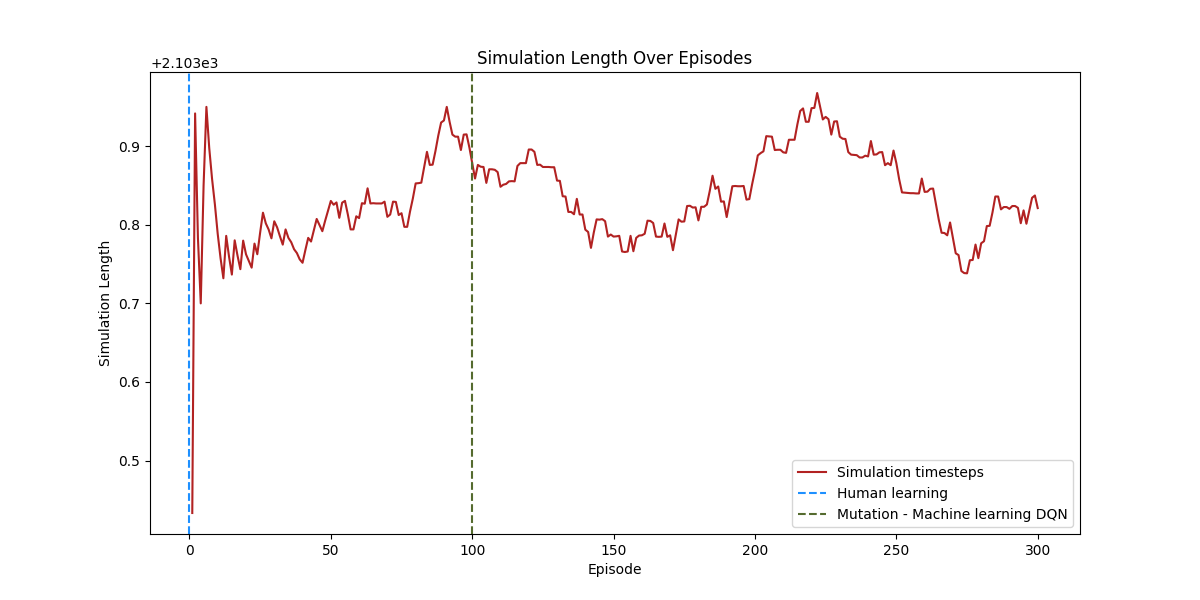 Simulation Length Over Episodes
+2.103e3
0.9
0.8
0.7
0.6
0.5
Simulation Length
Simulation timesteps
Human learning
Mutation - Machine learning DQN
0 50 100 150 200 250 300
Episode